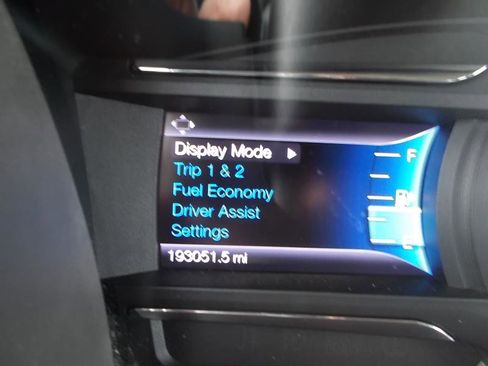 Display Mode
Trip 1 & 2
Fuel Economy
Driver Assist
Settings
193051.5 mi
F
E